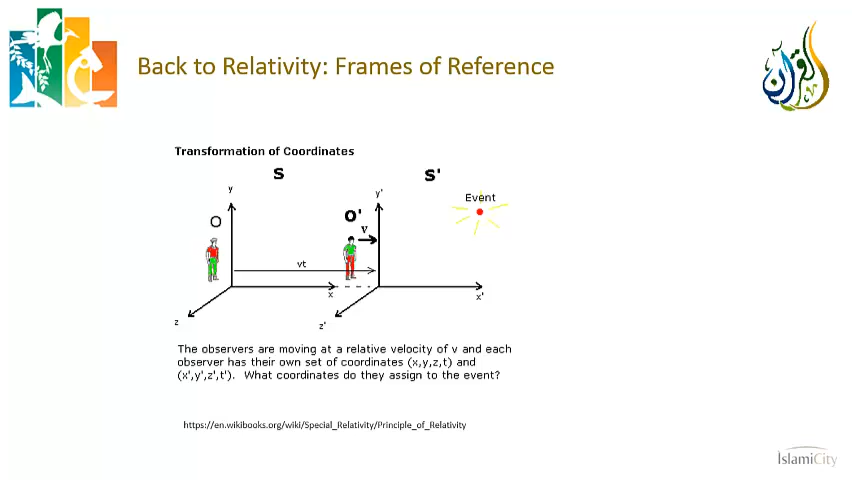 Back to Relativity: Frames of Reference
القرآن
Transformation of Coordinates
S
S'
y
y'
Event
O
O'
v
vt
x
x'
z
z'
The observers are moving at a relative velocity of v and each
observer has their own set of coordinates (x,y,z,t) and
(x',y',z',t'). What coordinates do they assign to the event?
https://en.wikibooks.org/wiki/Special_Relativity/Principle_of_Relativity
IslamiCity